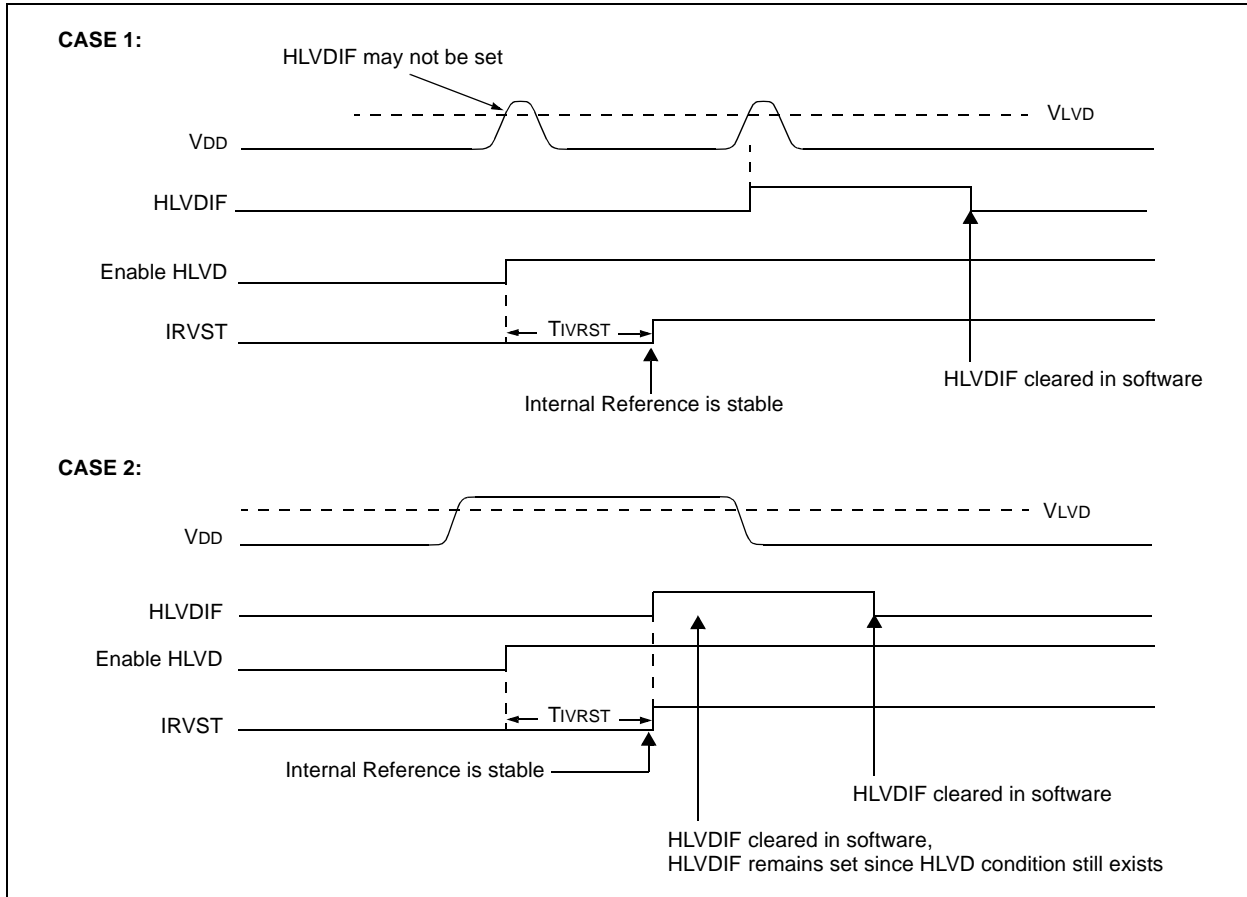 CASE 1:
HLVDIF may not be set
VLVD
VDD
HLVDIF
Enable HLVD
IRVST
TIVRST
HLVDIF cleared in software
Internal Reference is stable
CASE 2:
VLVD
VDD
HLVDIF
Enable HLVD
IRVST
TIVRST
Internal Reference is stable
HLVDIF cleared in software
HLVDIF cleared in software,
HLVDIF remains set since HLVD condition still exists